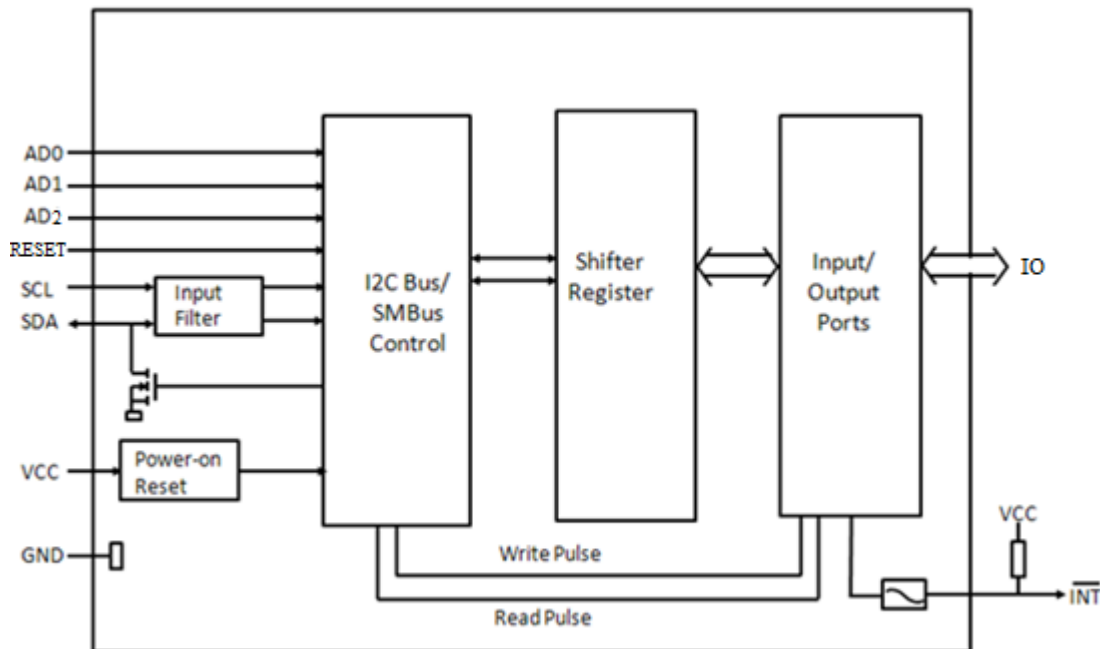 AD0
AD1
AD2
RESET
SCL
SDA
Input
Filter
VCC
Power-on
Reset
GND
I2C Bus/
SMBus
Control
Shifter
Register
Input/
Output
Ports
IO
Write Pulse
Read Pulse
VCC
INT